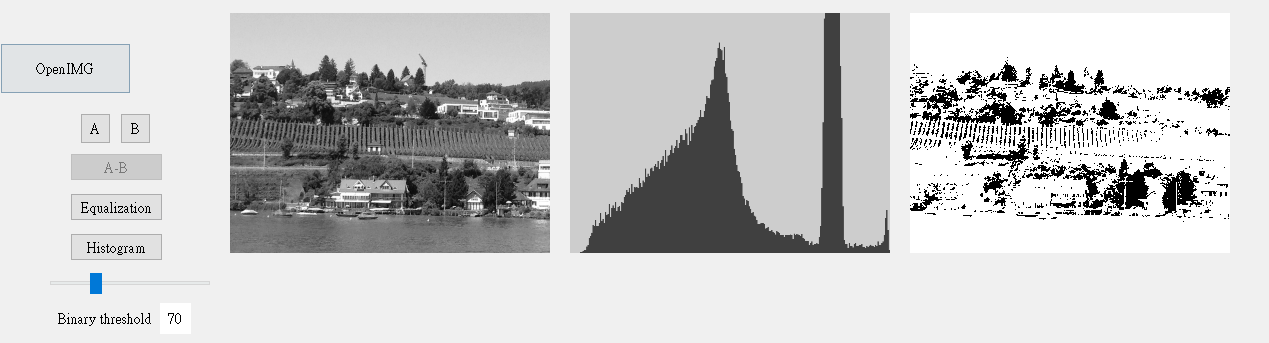 OpenIMG
A B
A-B
Equalization
Histogram
Binary threshold 70